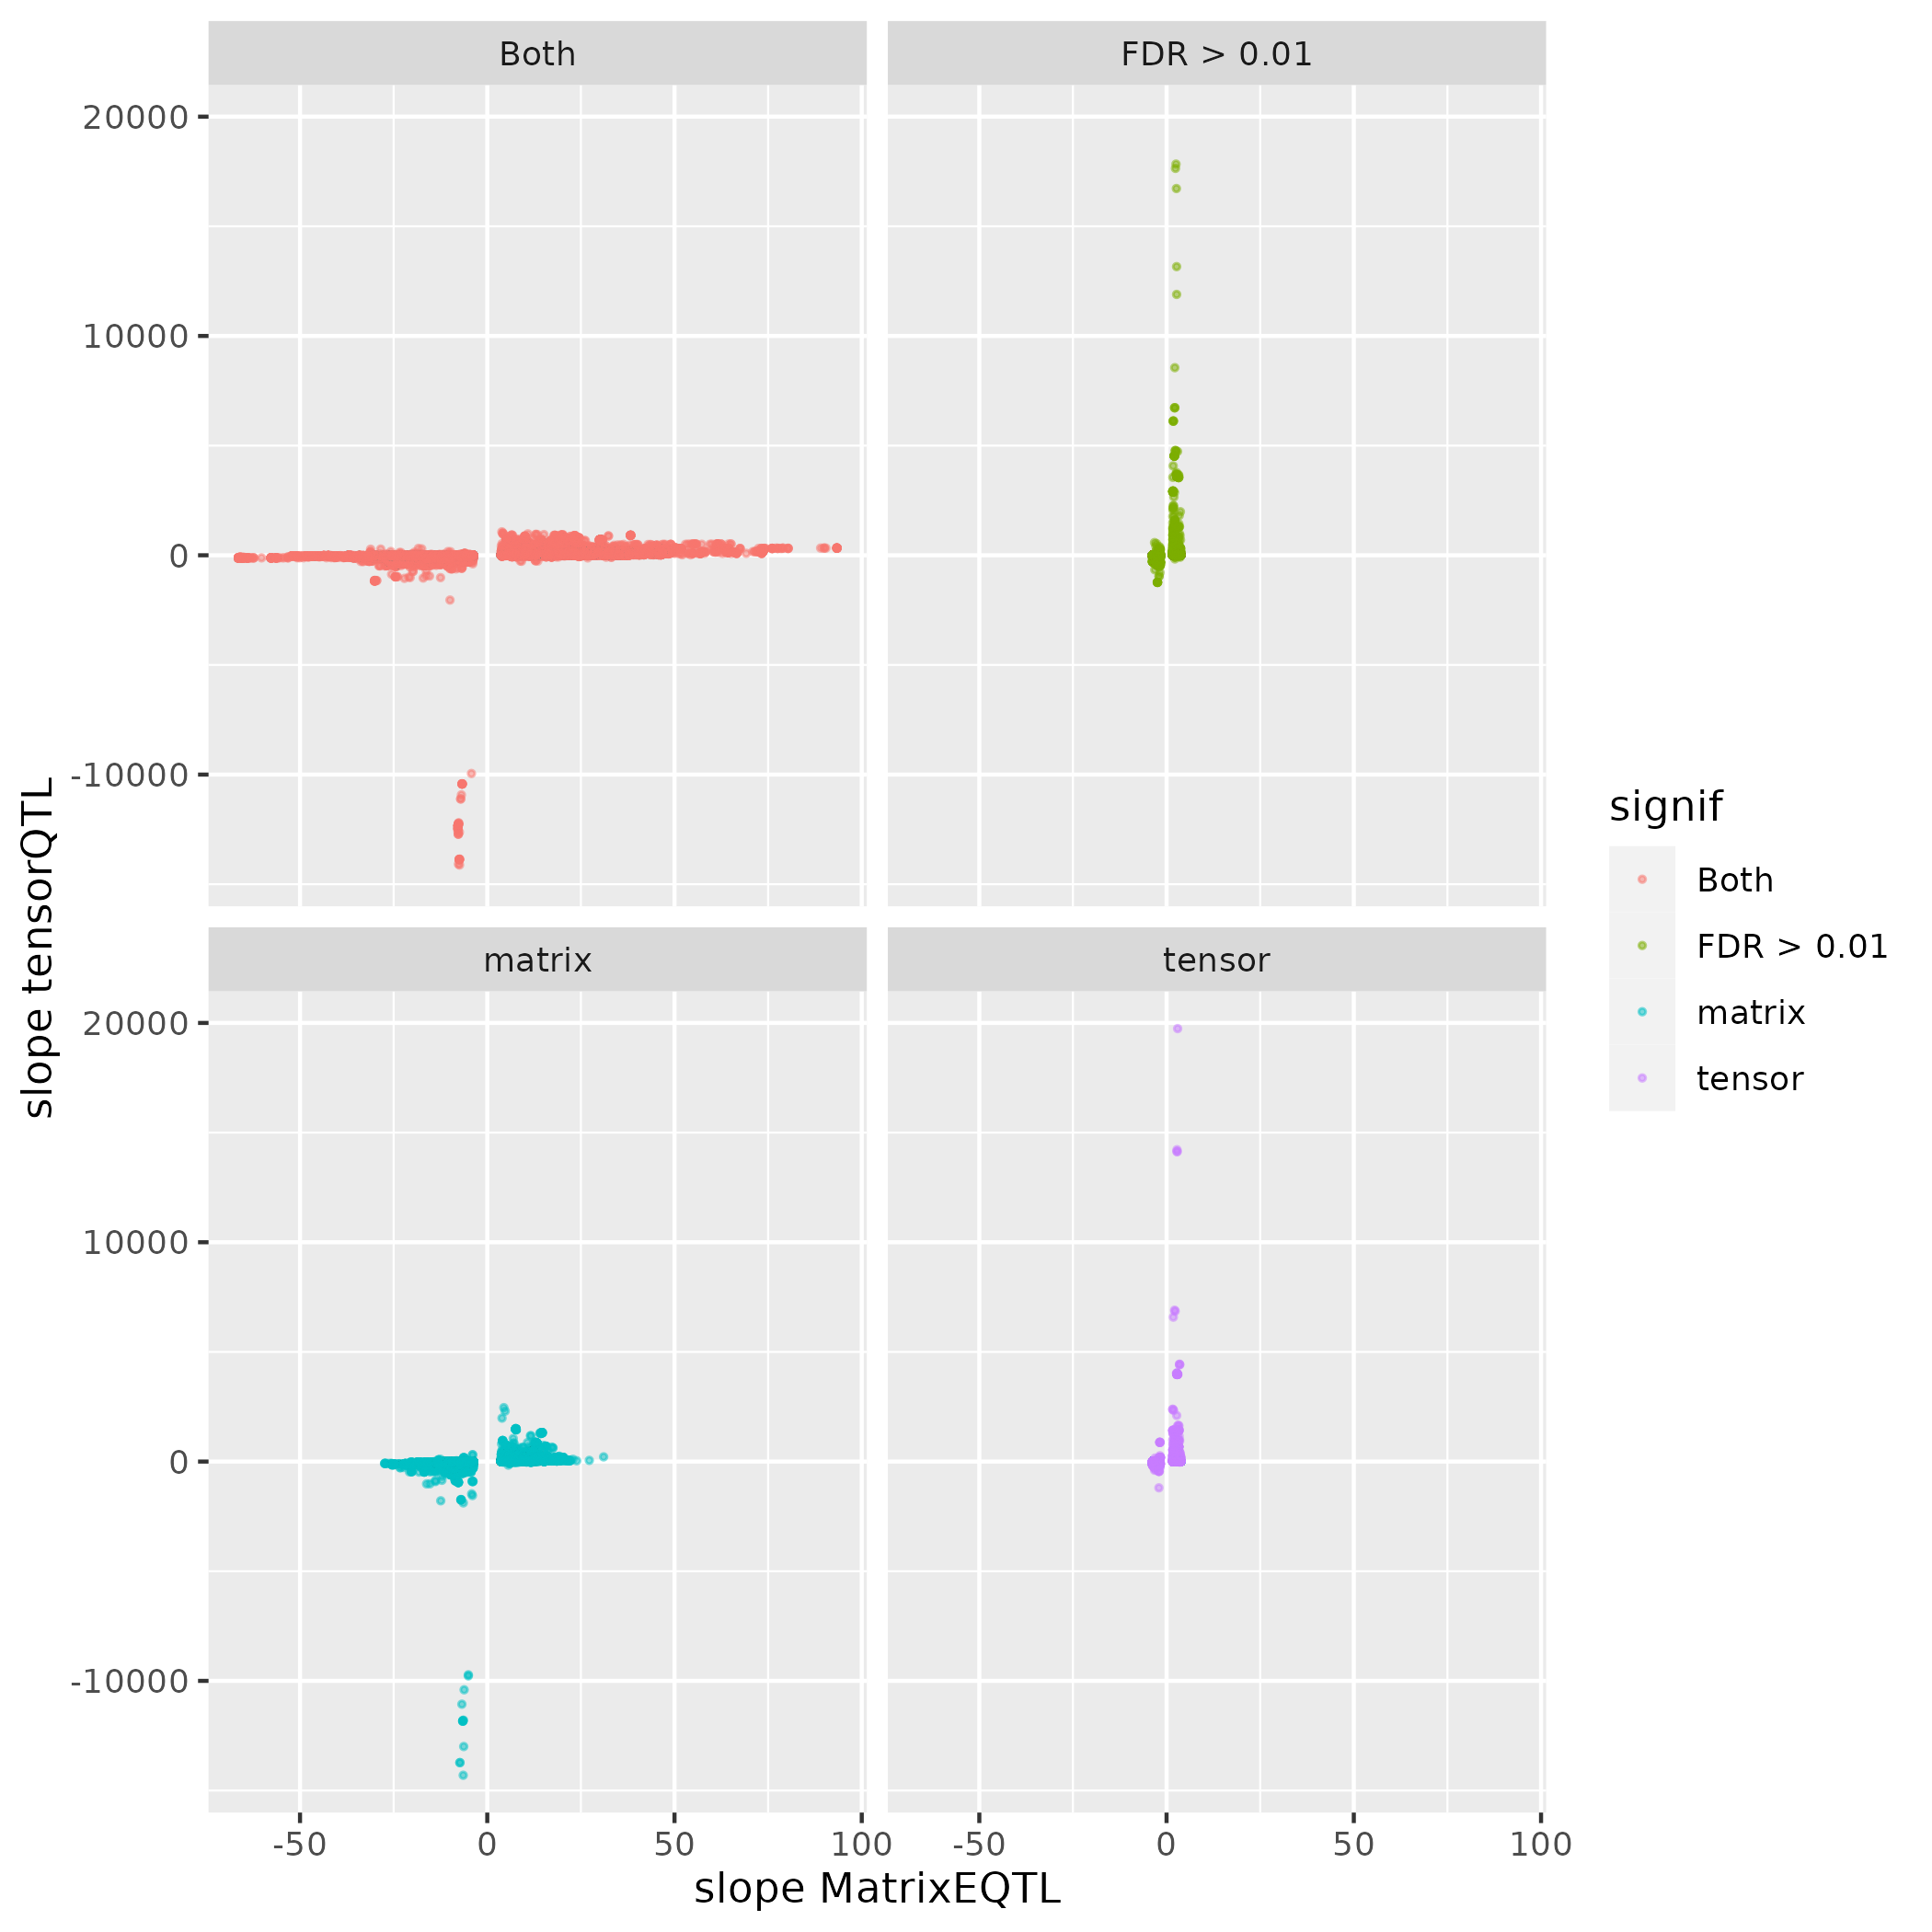 Both
FDR > 0.01
20000
10000
0
-10000
matrix
tensor
20000
10000
0
-10000
-50
0
50
100
-50
0
50
100
slope MatrixEQTL
slope tensorQTL
signif
Both
FDR > 0.01
matrix
tensor